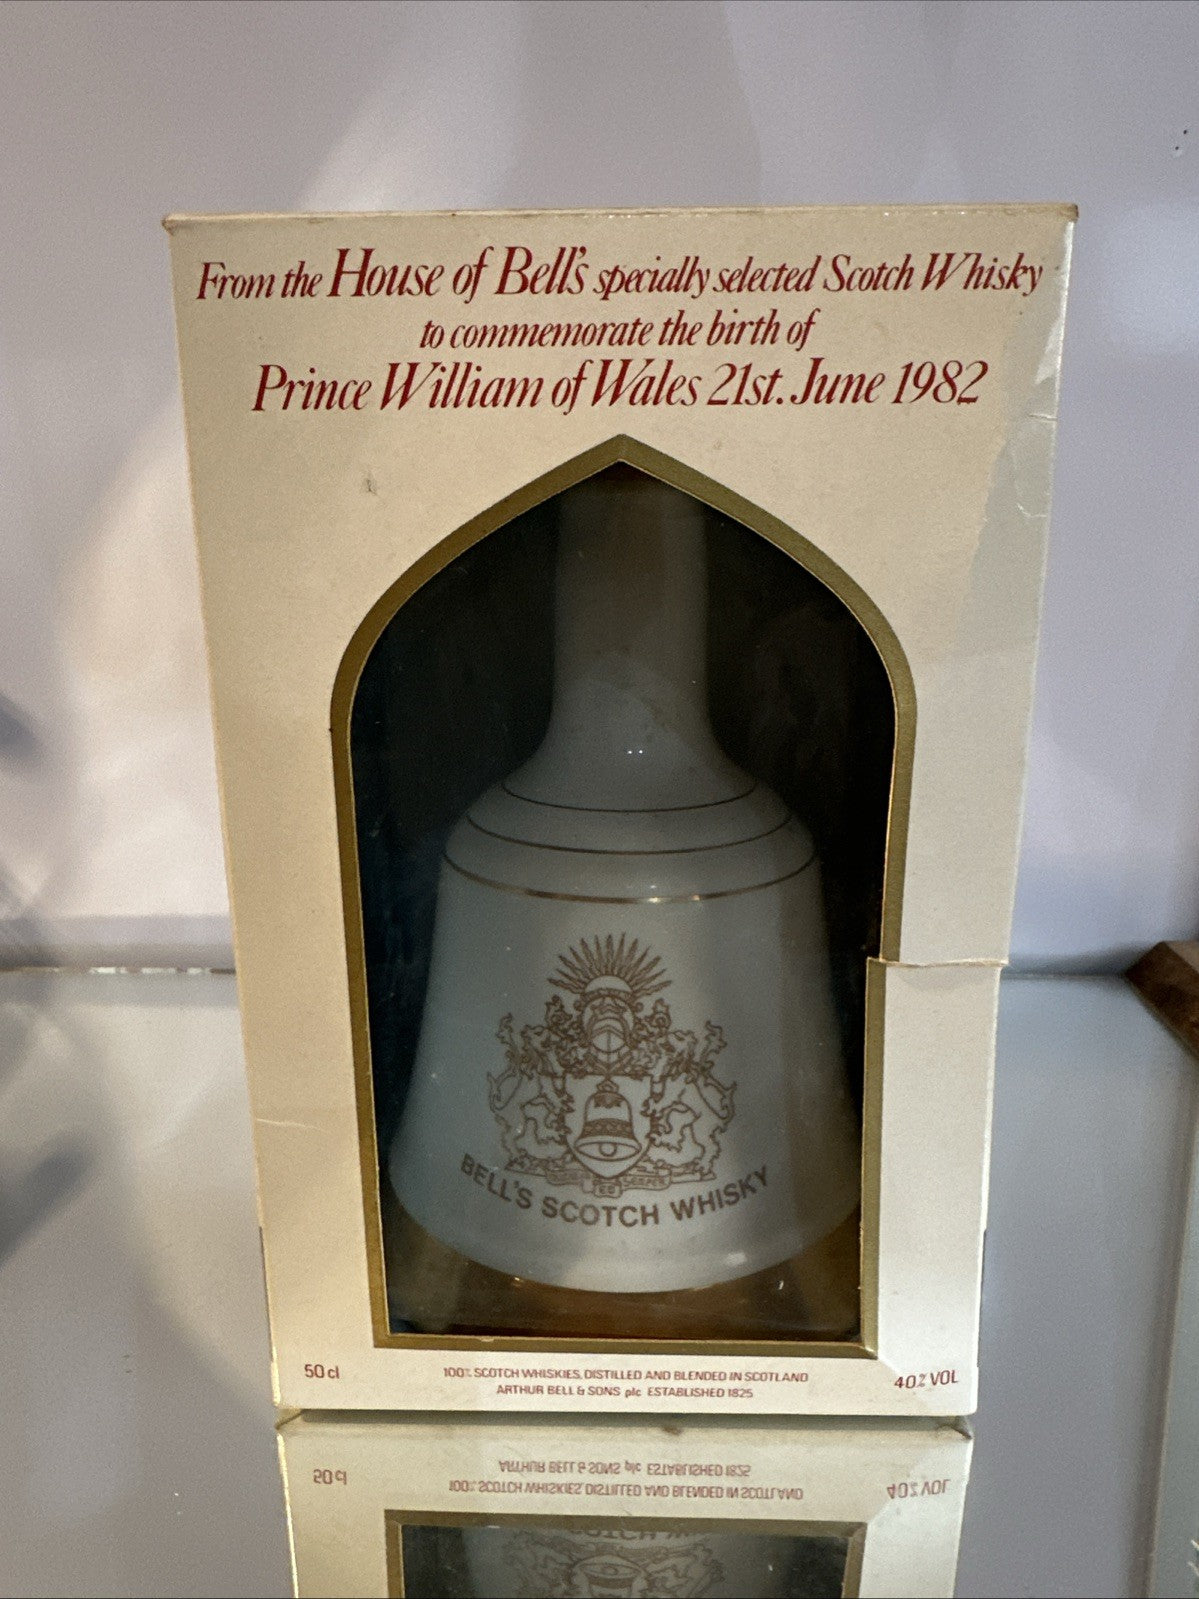 From the House of Bell's specially selected Scotch Whisky
to commemorate the birth of
Prince William of Wales 21st. June 1982
BELL'S SCOTCH WHISKY
50 cl
100% SCOTCH WHISKIES, DISTILLED AND BLENDED IN SCOTLAND
ARTHUR BELL & SONS plc ESTABLISHED 1825
40% VOL